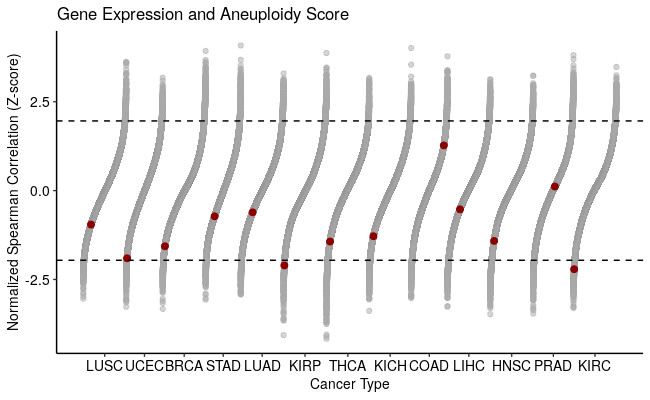 Gene Expression and Aneuploidy Score
Normalized Spearman Correlation (Z-score)
2.5
0.0
-2.5
LUSC UCEC BRCA STAD LUAD KIRP THCA KICH COAD LIHC HNSC PRAD KIRC
Cancer Type